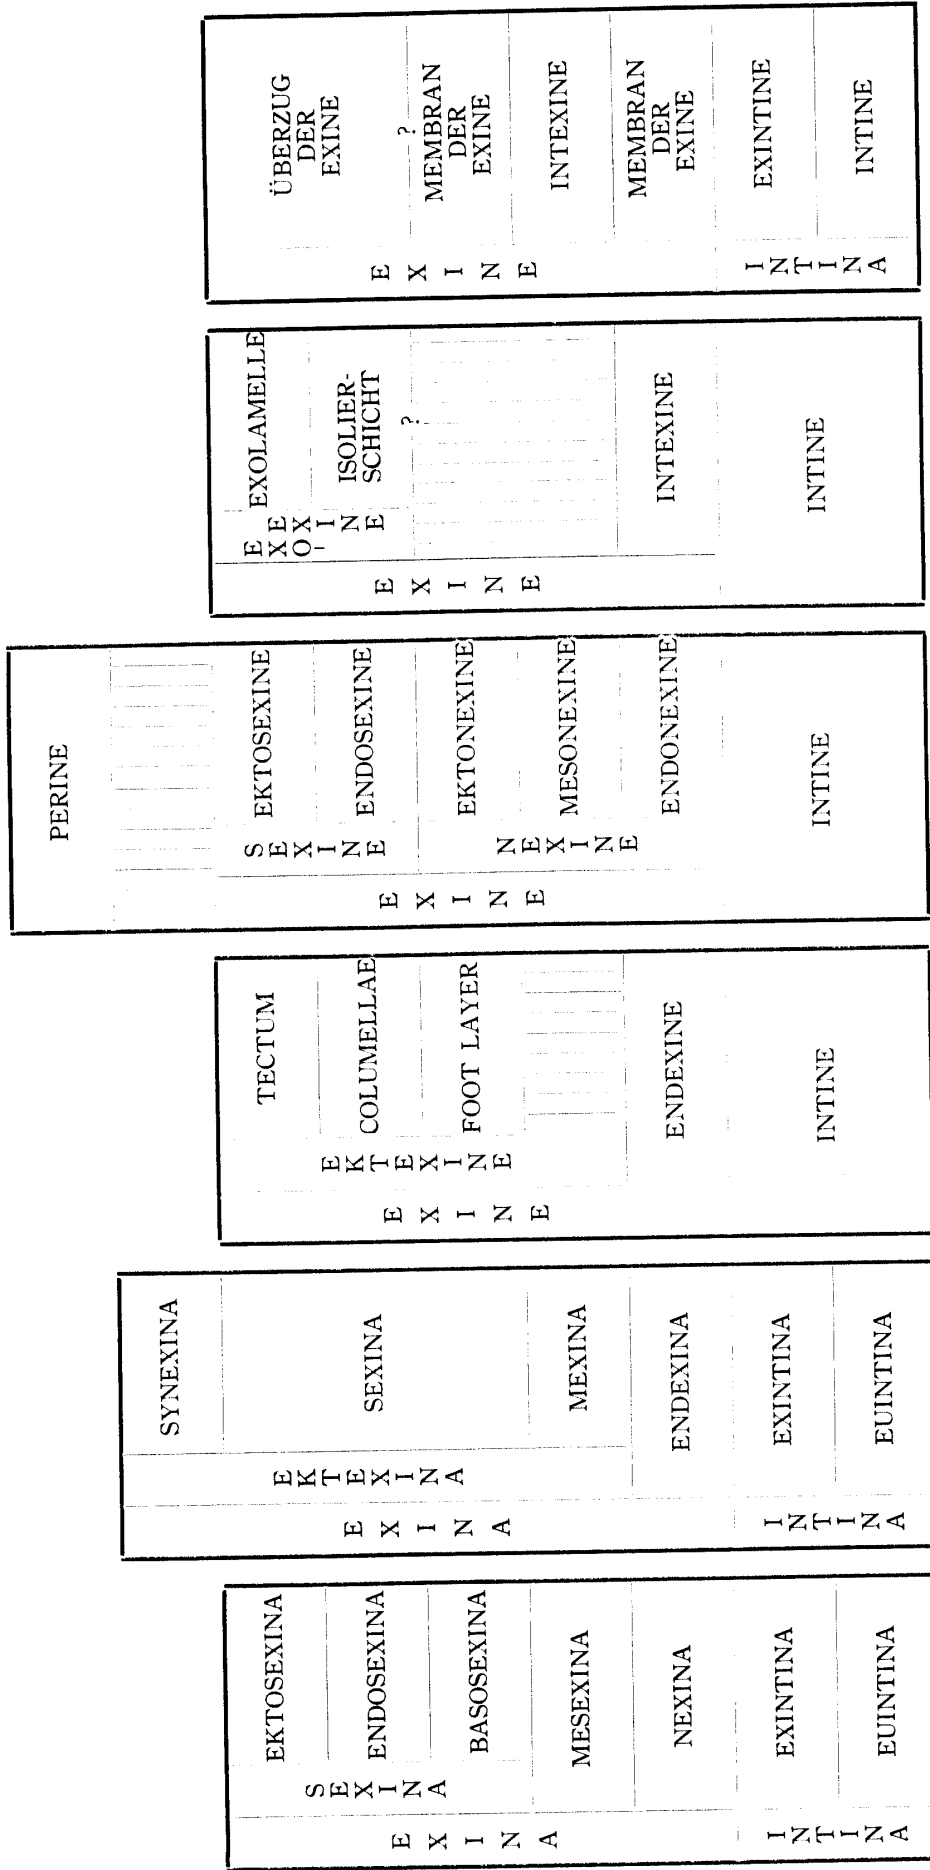 EXINA
SEXINA
EKTOSEXINA
ENDOSEXINA
BASOSEXINA
MESEXINA
NEXINA
INTINA
EXINTINA
EUINTINA
EXINA
EKTEXINA
SYNEXINA
SEXINA
MEXINA
ENDEXINA
INTINA
EXINTINA
EUINTINA
EXINE
EKTEXINE
TECTUM
COLUMELLAE
FOOT LAYER
ENDEXINE
INTINE
PERINE
EXINE
SEXINE
EKTOSEXINE
ENDOSEXINE
NEXINE
EKTONEXINE
MESONEXINE
ENDONEXINE
INTINE
EXINE
EXO-
EXINE
EXOLAMELLE
ISOLIER-
SCHICHT
?
INTEXINE
INTINE
EXINE
ÜBERZUG
DER
EXINE
?
MEMBRAN
DER
EXINE
INTEXINE
MEMBRAN
DER
EXINE
INTINA
EXINTINE
INTINE